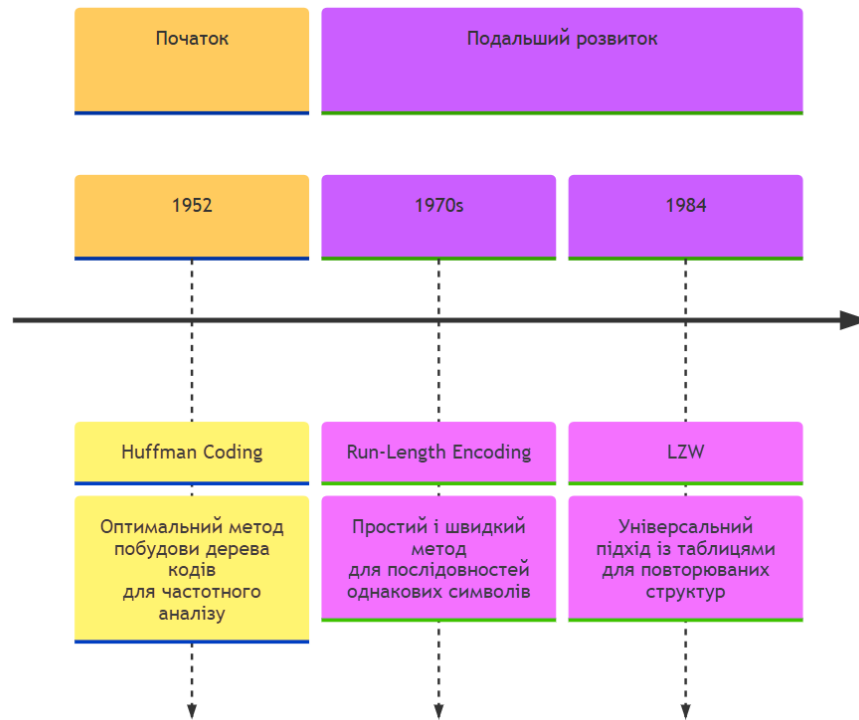 Початок
Подальший розвиток
1952
1970s
1984
Huffman Coding
Run-Length Encoding
LZW
Оптимальний метод
побудови дерева
кодів
для частотного
аналізу
Простий і швидкий
метод
для послідовностей
однакових символів
Універсальний
підхід із таблицями
для повторюваних
структур